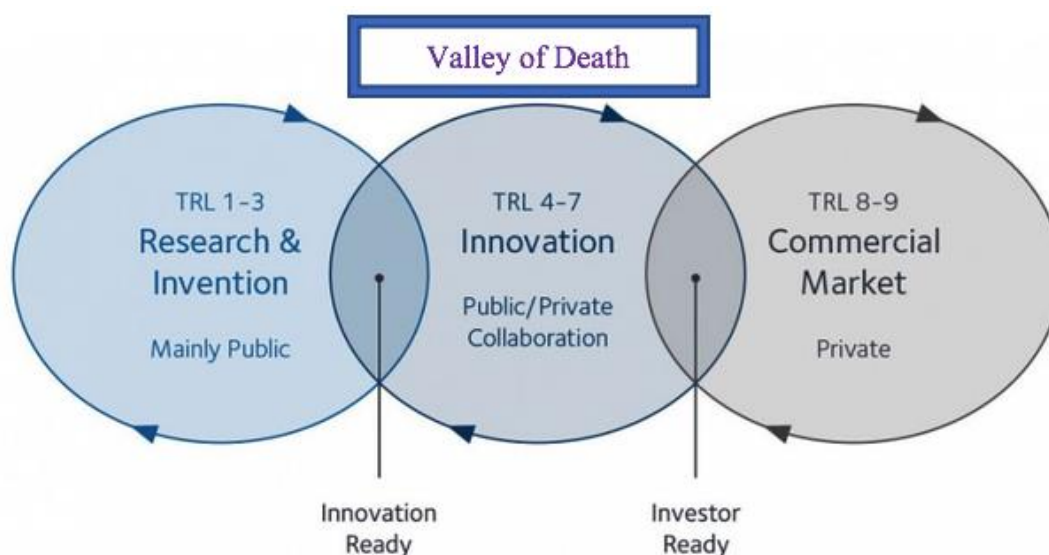 Valley of Death
TRL 1-3
Research &
Invention
Mainly Public
TRL 4-7
Innovation
Public/Private
Collaboration
TRL 8-9
Commercial
Market
Private
Innovation
Ready
Investor
Ready